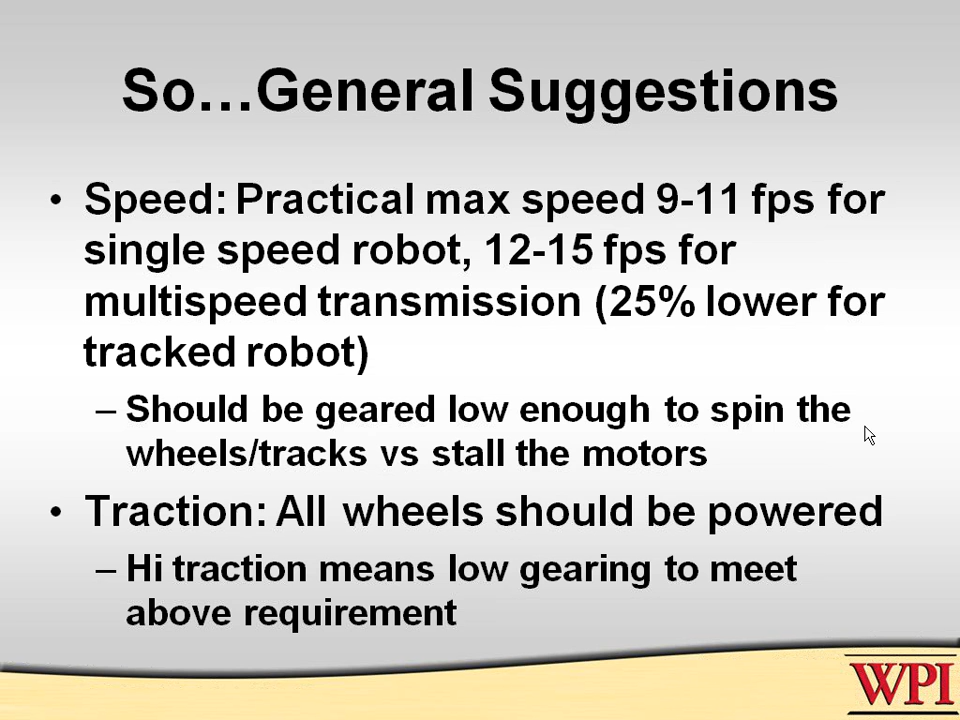 So…General Suggestions
• Speed: Practical max speed 9-11 fps for
single speed robot, 12-15 fps for
multispeed transmission (25% lower for
tracked robot)
– Should be geared low enough to spin the
wheels/tracks vs stall the motors
• Traction: All wheels should be powered
– Hi traction means low gearing to meet
above requirement
WPI